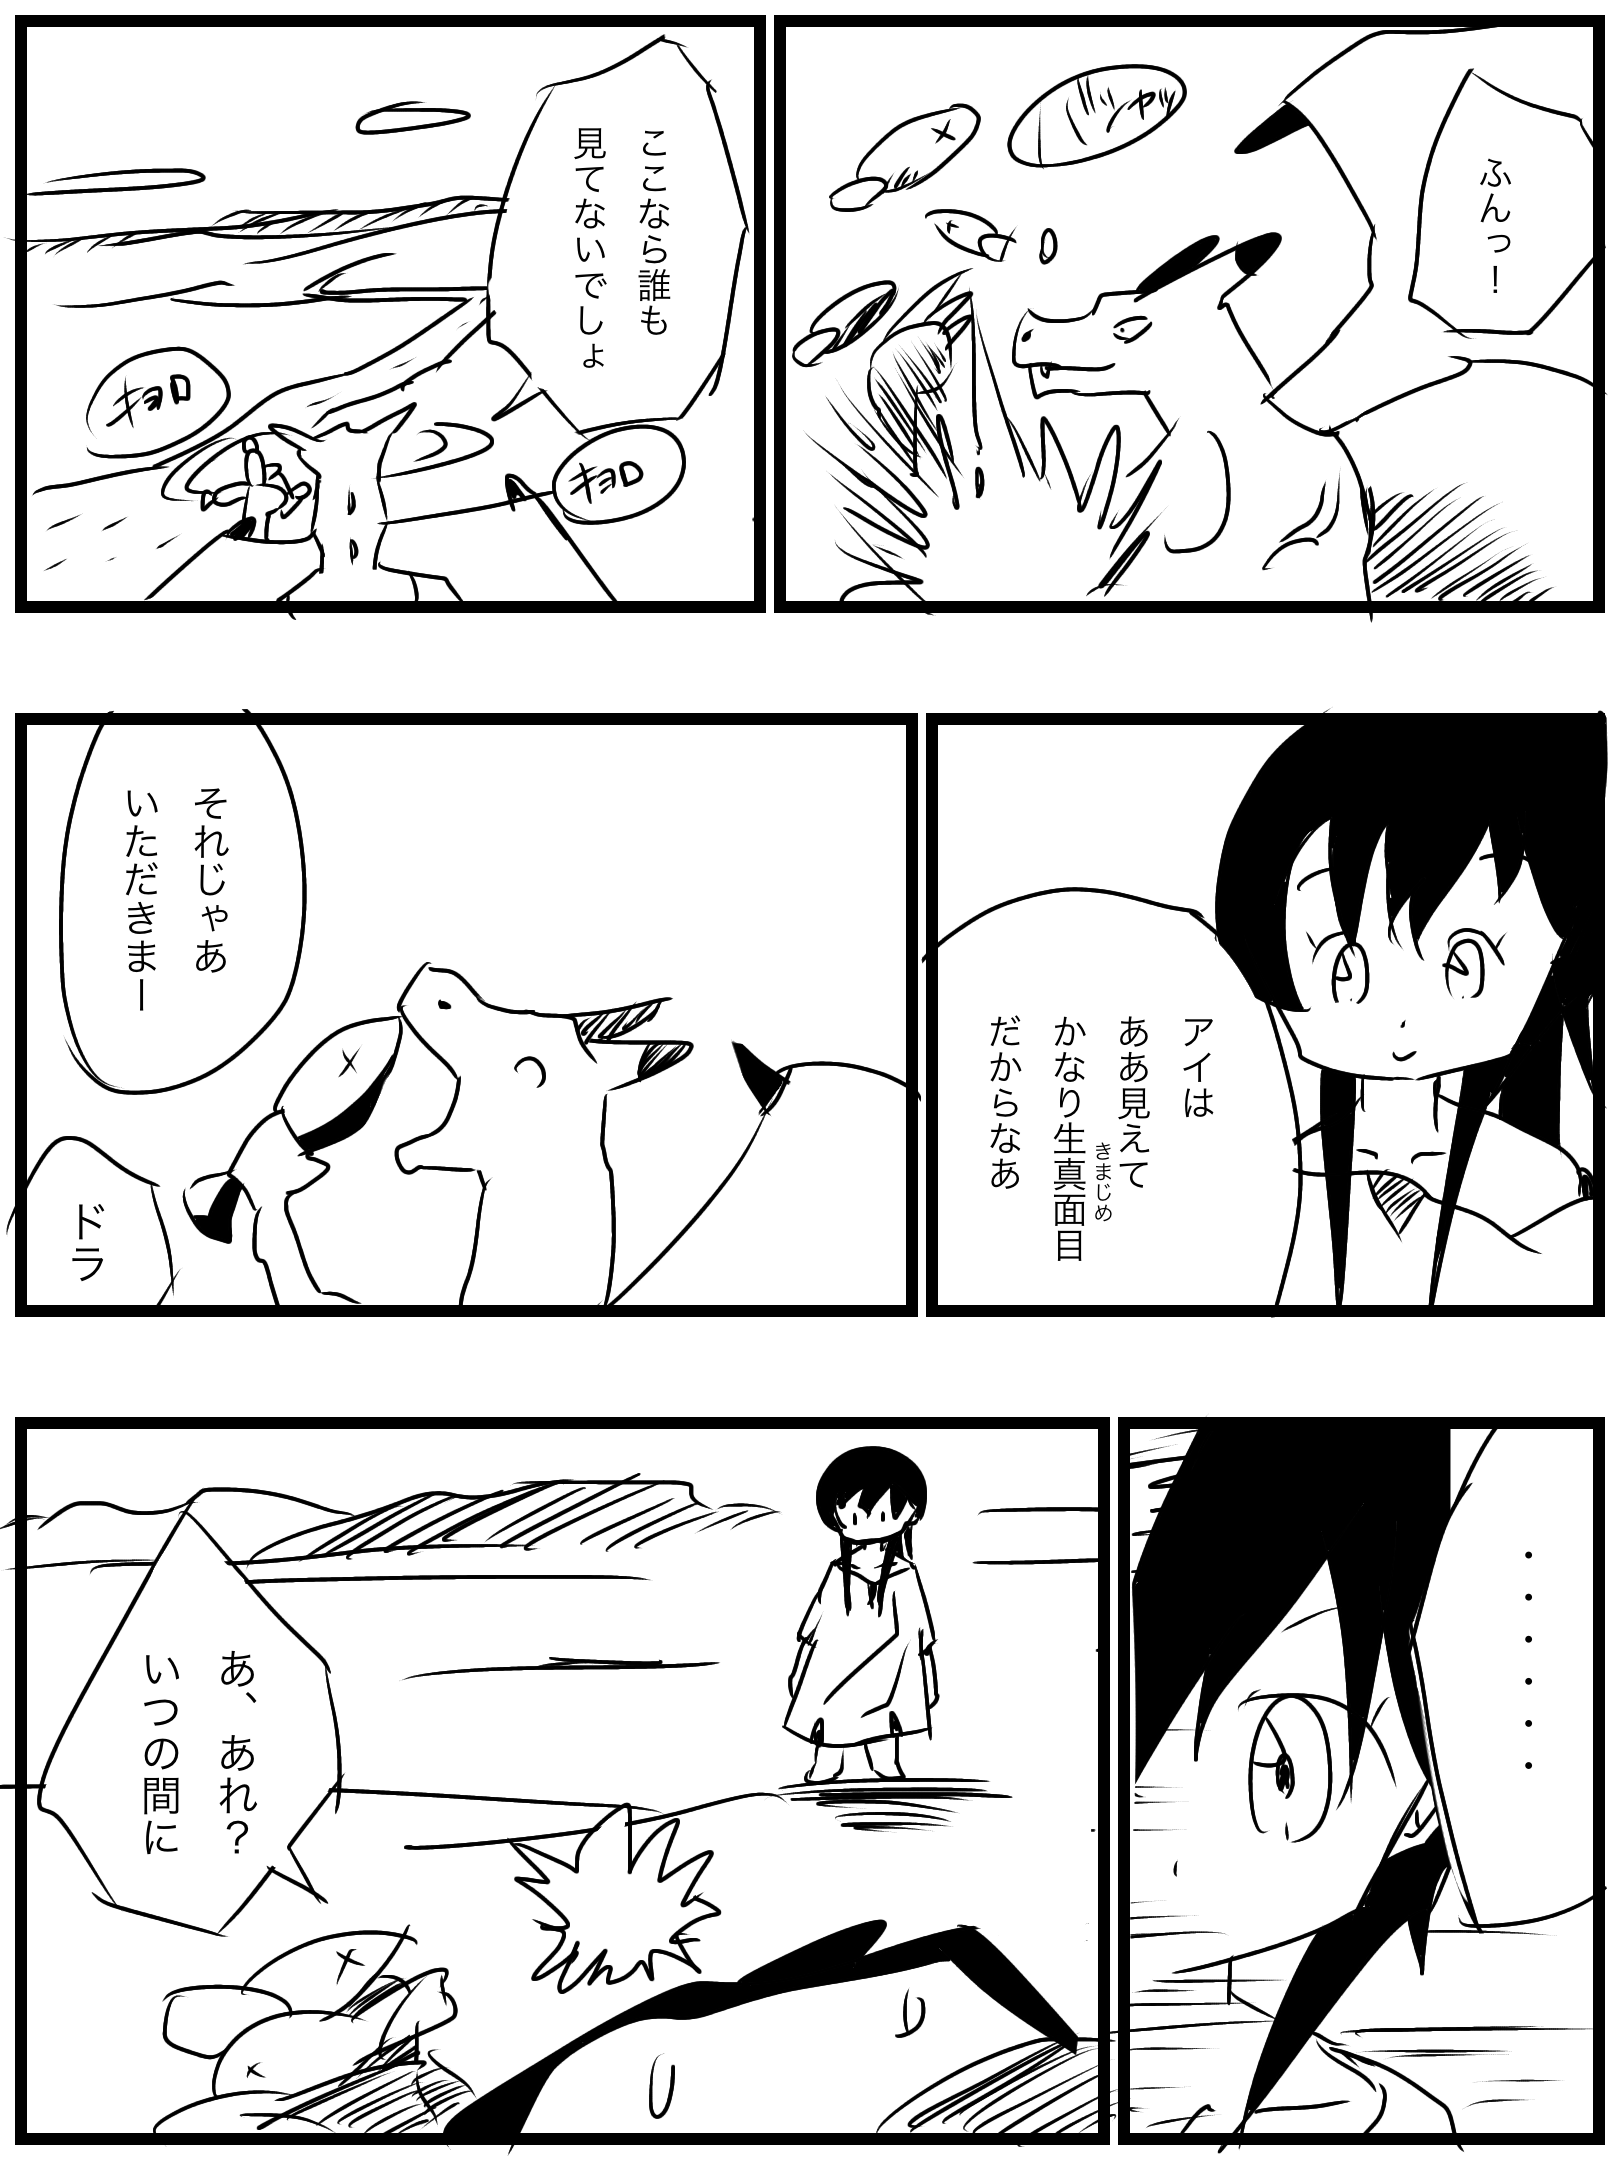 ふんっ!
バシャッ
ここなら誰も
見てないでしょ
キョロ
キョロ
アイは
ああ見えて
かなり生真面目
きまじめ
だからなあ
それじゃあ
いただきまー
ドラ
・・・・・・
あ、あれ?
いつの間に